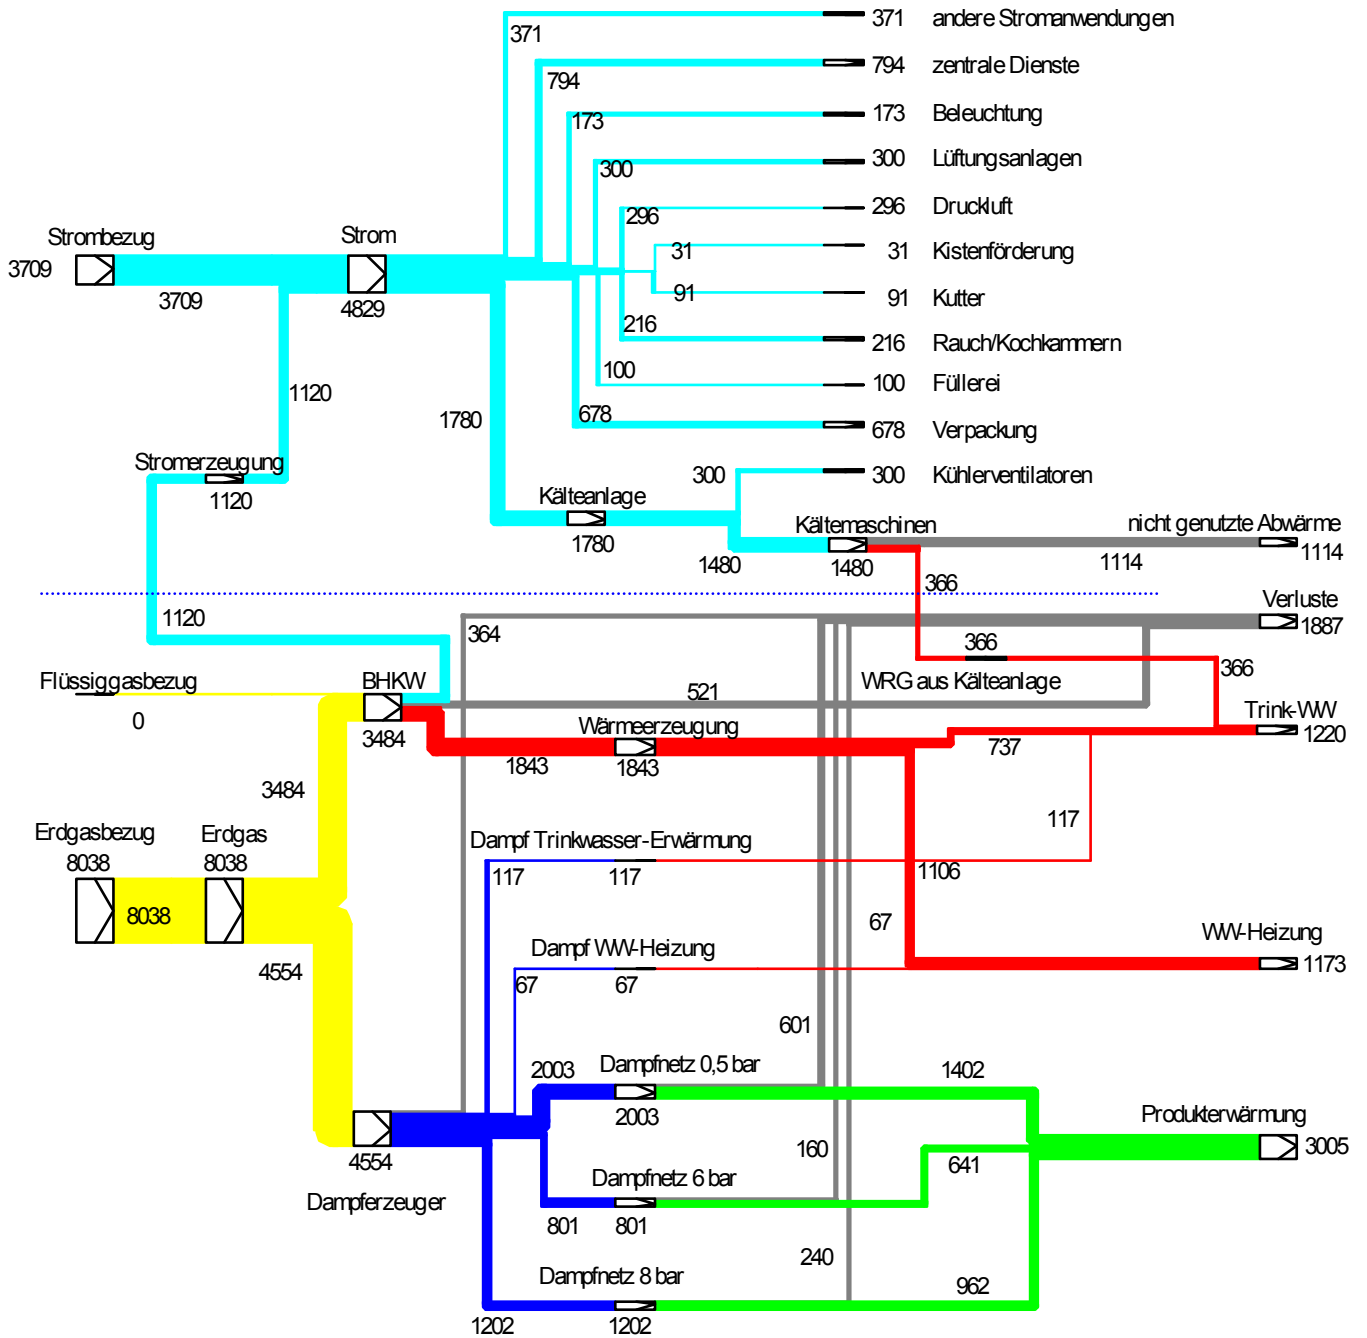 371 andere Stromanwendungen
371
794 zentrale Dienste
794
173 Beleuchtung
173
300 Lüftungsanlagen
300
296 Druckluft
296
Strombezug
Strom
31 Kistenförderung
31
3709
3709
4829
91 Kutter
91
216 Rauch/Kochkammern
216
100 Füllerei
100
1120
1780
678 Verpackung
678
Stromerzeugung
1120
300 Kühlerventilatoren
300
Kälteanlage
1780
Kältemaschinen
1480
1480
nicht genutzte Abwärme
1114
1114
366
Verluste
1887
1120
364
366
WRG aus Kälteanlage
366
Flüssiggasbezug
0
BHKW
3484
521
Trink-WW
1220
Wärmeerzeugung
1843
1843
737
3484
Erdgasbezug
8038
Erdgas
8038
8038
Dampf Trinkwasser-Erwärmung
117
117
117
1106
67
4554
Dampf WW-Heizung
67
67
WW-Heizung
1173
601
Dampfnetz 0,5 bar
2003
2003
1402
Produkterwärmung
3005
4554
Dampferzeuger
160
641
Dampfnetz 6 bar
801
801
240
Dampfnetz 8 bar
962
1202
1202